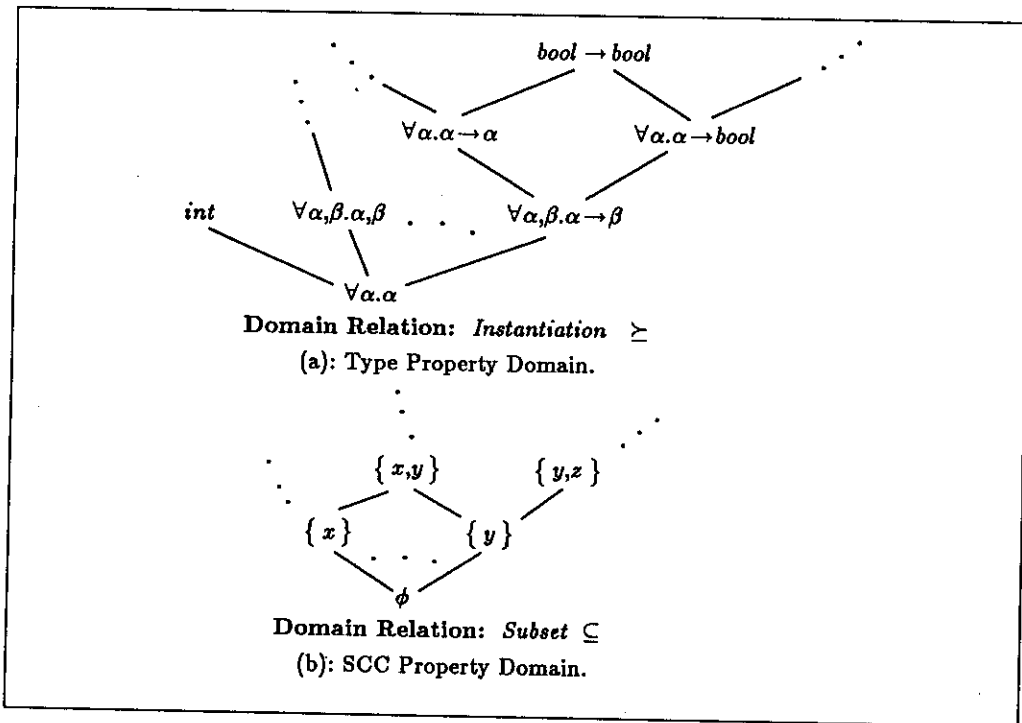 bool → bool
∀α.α→α ∀α.α→bool
int ∀α,β.α,β . . . ∀α,β.α→β
∀α.α
Domain Relation: Instantiation ⪰
(a): Type Property Domain.
{ x,y } { y,z }
{ x } . . . { y }
ϕ
Domain Relation: Subset ⊆
(b): SCC Property Domain.